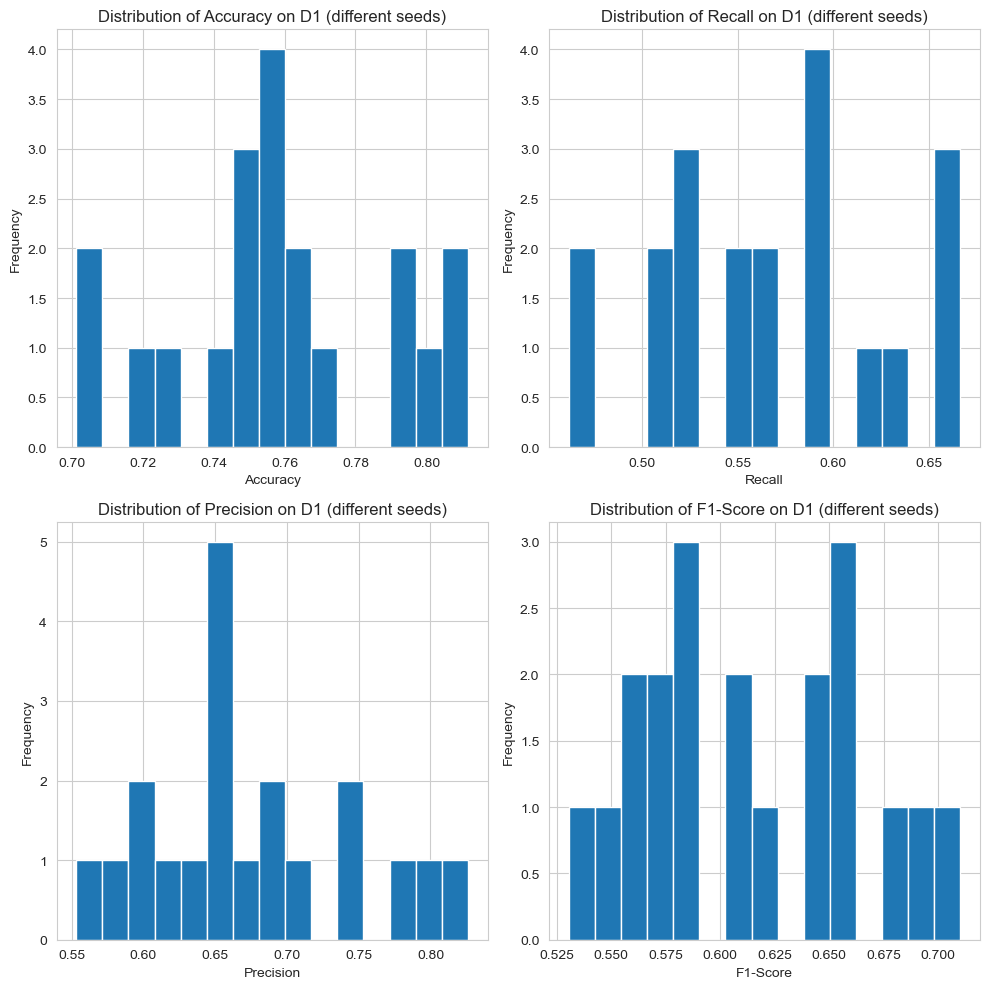 Distribution of Accuracy on D1 (different seeds)
4.0
3.5
3.0
2.5
2.0
1.5
1.0
0.5
0.0
Frequency
0.70 0.72 0.74 0.76 0.78 0.80
Accuracy
Distribution of Recall on D1 (different seeds)
4.0
3.5
3.0
2.5
2.0
1.5
1.0
0.5
0.0
Frequency
0.50 0.55 0.60 0.65
Recall
Distribution of Precision on D1 (different seeds)
5
4
3
2
1
0
Frequency
0.55 0.60 0.65 0.70 0.75 0.80
Precision
Distribution of F1-Score on D1 (different seeds)
3.0
2.5
2.0
1.5
1.0
0.5
0.0
Frequency
0.525 0.550 0.575 0.600 0.625 0.650 0.675 0.700
F1-Score